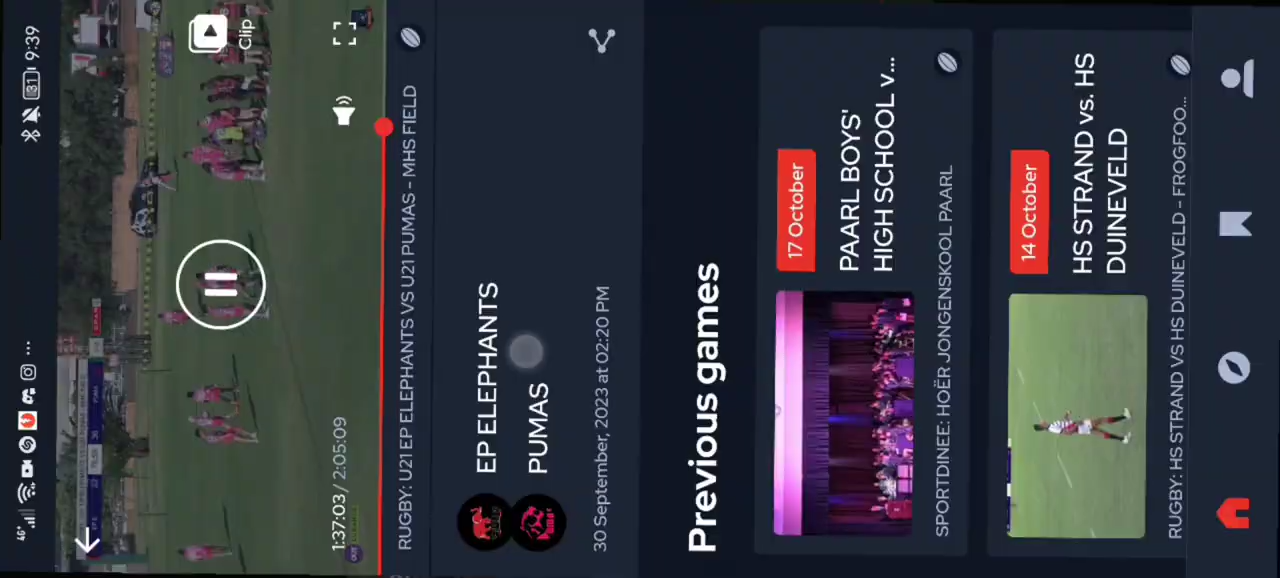 9:39
31
4G
Clip
1:37:03 / 2:05:09
RUGBY: U21 EP ELEPHANTS VS U21 PUMAS - MHS FIELD
EP ELEPHANTS
PUMAS
30 September, 2023 at 02:20 PM
Previous games
17 October
PAARL BOYS'
HIGH SCHOOL v...
SPORTDINEE: HOËR JONGENSKOOL PAARL
14 October
HS STRAND vs. HS
DUINEVELD
RUGBY: HS STRAND VS HS DUINEVELD - FROGFOO...